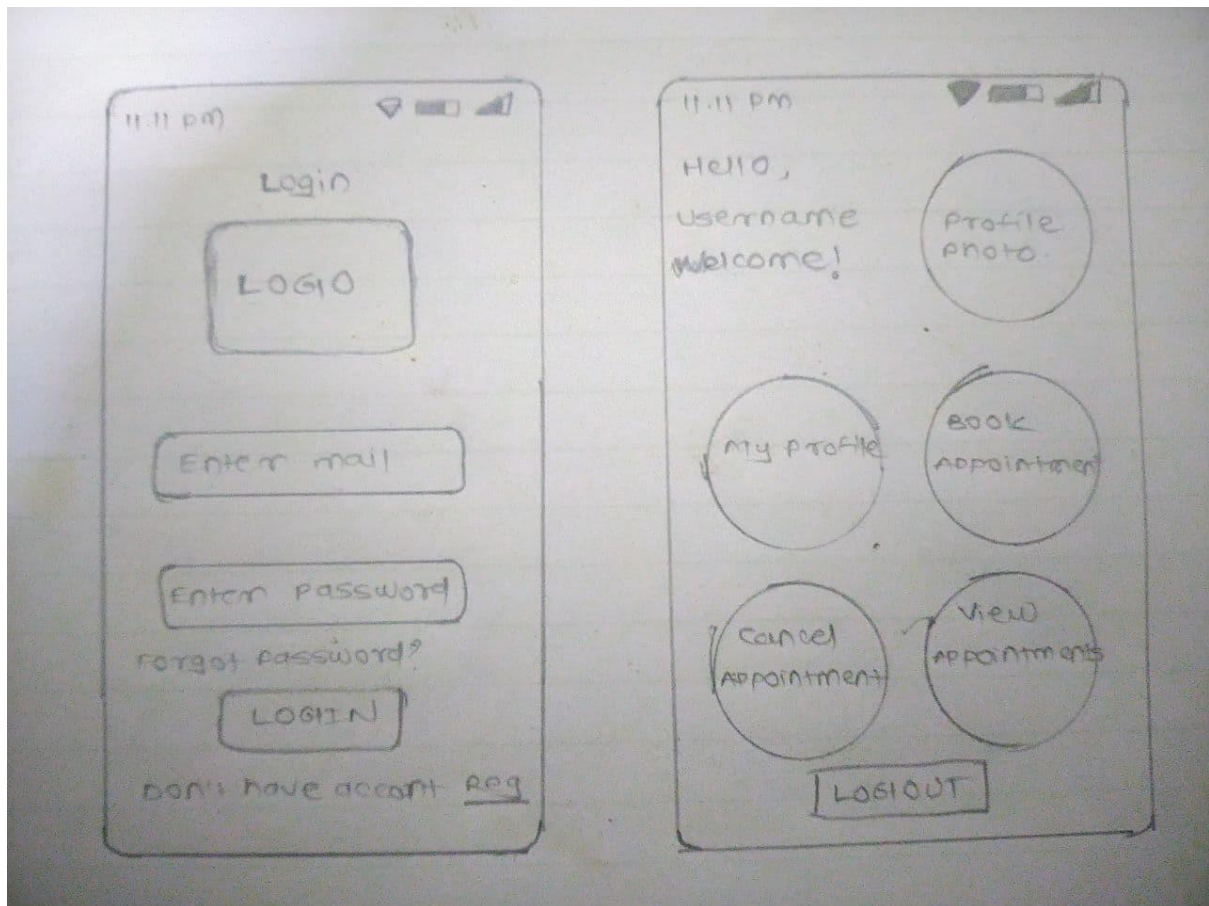 11.11 PM
Login
LOGO
Enter mail
Enter Password
Forgot Password?
LOGIN
Don't have accont Reg
11.11 PM
Hello,
username
welcome!
Profile
photo
My Profile
BOOK
Appointment
Cancel
Appointment
View
Appointments
LOGOUT